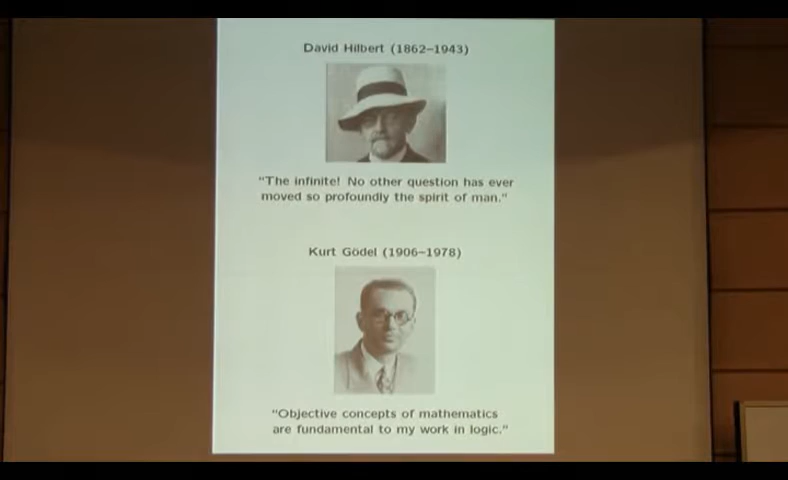 David Hilbert (1862–1943)
"The infinite! No other question has ever
moved so profoundly the spirit of man."
Kurt Gödel (1906–1978)
"Objective concepts of mathematics
are fundamental to my work in logic."